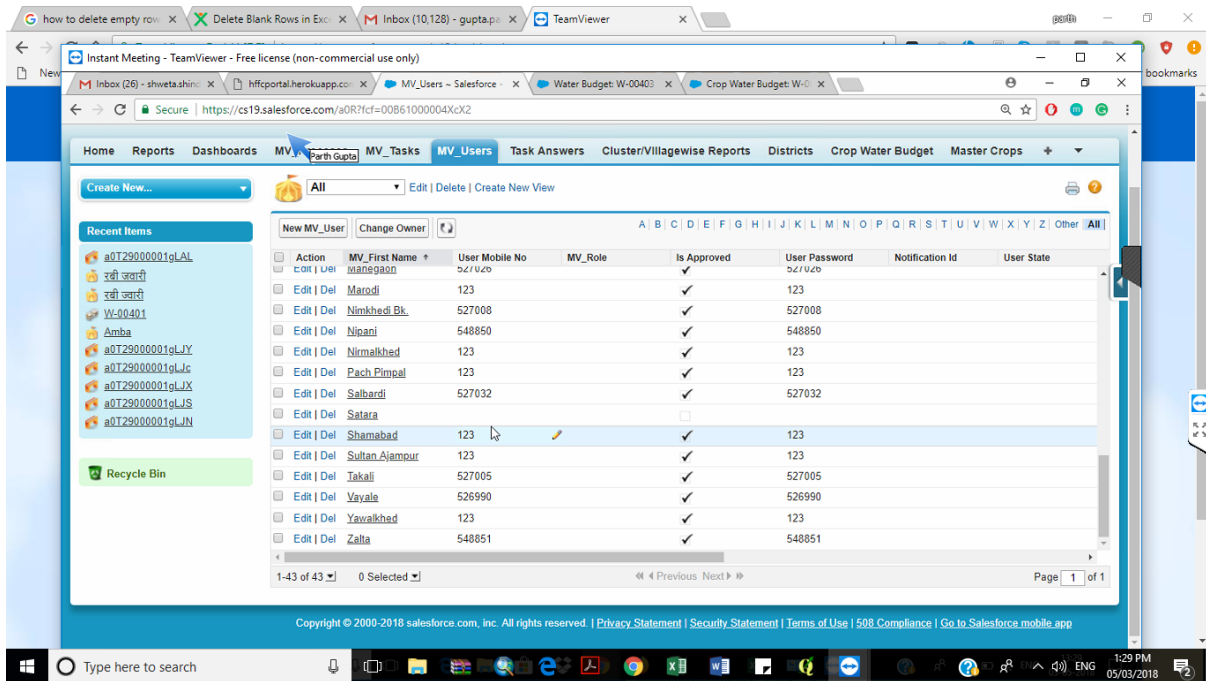 how to delete empty row
Delete Blank Rows in Exc
Inbox (10,128) - gupta.pa
TeamViewer
parth
New
bookmarks
Instant Meeting - TeamViewer - Free license (non-commercial use only)
Inbox (26) - shweta.shind
hffcportal.herokuapp.con
MV_Users ~ Salesforce -
Water Budget: W-00403
Crop Water Budget: W-0
Secure | https://cs19.salesforce.com/a0R?fcf=00B61000004XcX2
Home Reports Dashboards MV_Tasks MV_Users Task Answers Cluster/Villagewise Reports Districts Crop Water Budget Master Crops +
Parth Gupta
Create New...
All Edit | Delete | Create New View
Recent Items
a0T29000001gLAL
रबी ज्वारी
रबी ज्वारी
W-00401
Amba
a0T29000001gLJY
a0T29000001gLJc
a0T29000001gLJX
a0T29000001gLJS
a0T29000001gLJN
Recycle Bin
New MV_User Change Owner
A | B | C | D | E | F | G | H | I | J | K | L | M | N | O | P | Q | R | S | T | U | V | W | X | Y | Z | Other All
Action MV_First Name User Mobile No MV_Role Is Approved User Password Notification Id User State
Edit | Del Manegaon 527026 527026
Edit | Del Marodi 123 123
Edit | Del Nimkhedi Bk. 527008 527008
Edit | Del Nipani 548850 548850
Edit | Del Nirmalkhed 123 123
Edit | Del Pach Pimpal 123 123
Edit | Del Salbardi 527032 527032
Edit | Del Satara
Edit | Del Shamabad 123 123
Edit | Del Sultan Ajampur 123 123
Edit | Del Takali 527005 527005
Edit | Del Vayale 526990 526990
Edit | Del Yawalkhed 123 123
Edit | Del Zalta 548851 548851
1-43 of 43 0 Selected Previous Next Page 1 of 1
Copyright © 2000-2018 salesforce.com, inc. All rights reserved. | Privacy Statement | Security Statement | Terms of Use | 508 Compliance | Go to Salesforce mobile app
Type here to search
ENG
1:29 PM
05/03/2018